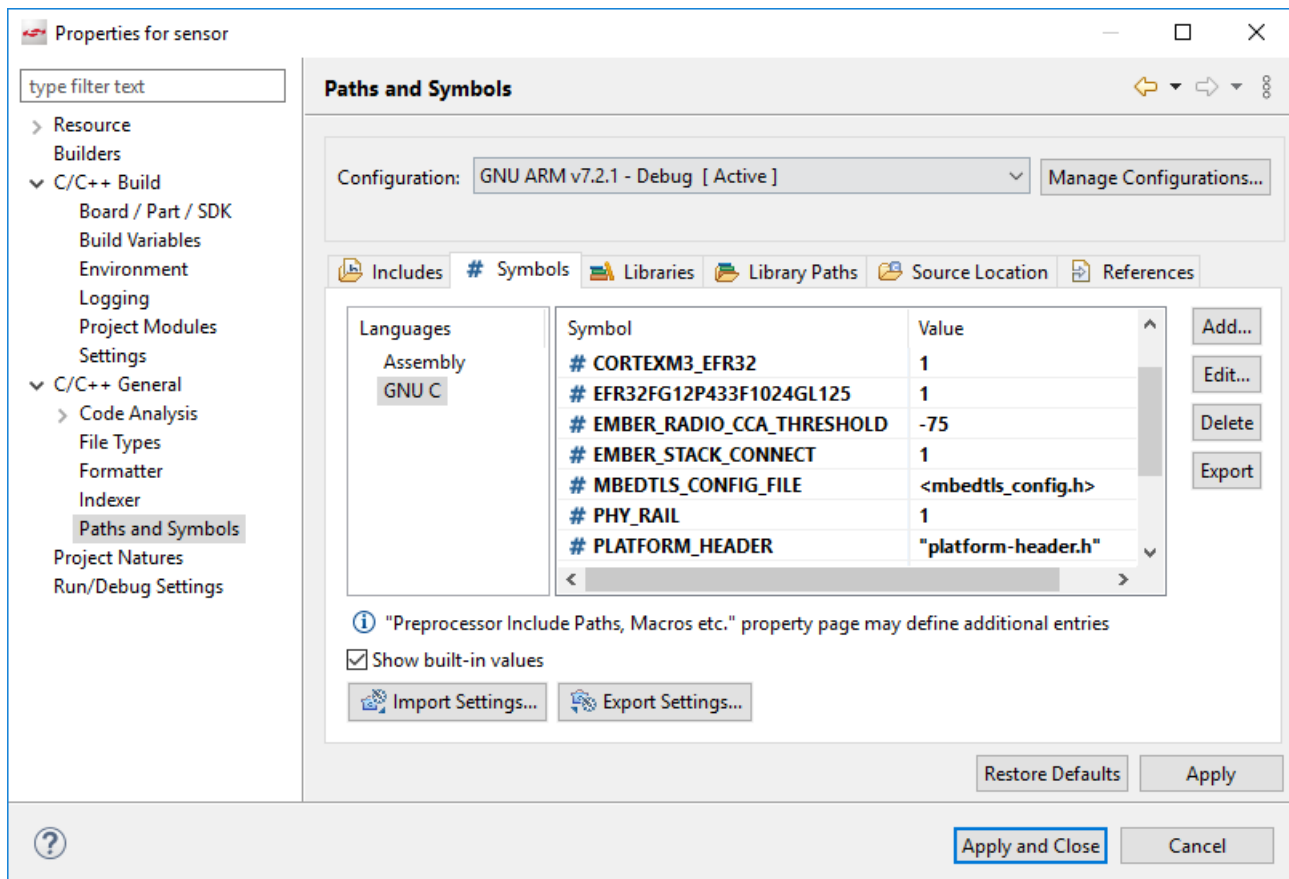 Properties for sensor
type filter text
Resource
Builders
C/C++ Build
Board / Part / SDK
Build Variables
Environment
Logging
Project Modules
Settings
C/C++ General
Code Analysis
File Types
Formatter
Indexer
Paths and Symbols
Project Natures
Run/Debug Settings
Paths and Symbols
Configuration: GNU ARM v7.2.1 - Debug [ Active ] Manage Configurations...
Includes # Symbols Libraries Library Paths Source Location References
Languages
Assembly
GNU C
Symbol Value
# CORTEXM3_EFR32 1
# EFR32FG12P433F1024GL125 1
# EMBER_RADIO_CCA_THRESHOLD -75
# EMBER_STACK_CONNECT 1
# MBEDTLS_CONFIG_FILE <mbedtls_config.h>
# PHY_RAIL 1
# PLATFORM_HEADER "platform-header.h"
Add...
Edit...
Delete
Export
"Preprocessor Include Paths, Macros etc." property page may define additional entries
Show built-in values
Import Settings... Export Settings...
Restore Defaults Apply
Apply and Close Cancel